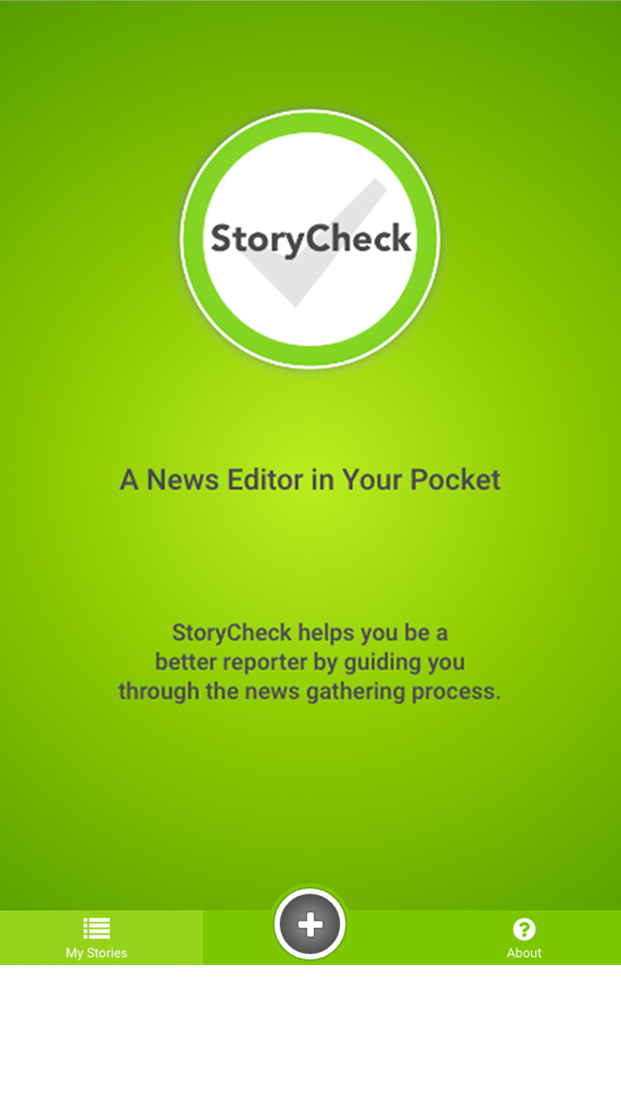 StoryCheck
A News Editor in Your Pocket
StoryCheck helps you be a
better reporter by guiding you
through the news gathering process.
My Stories
About